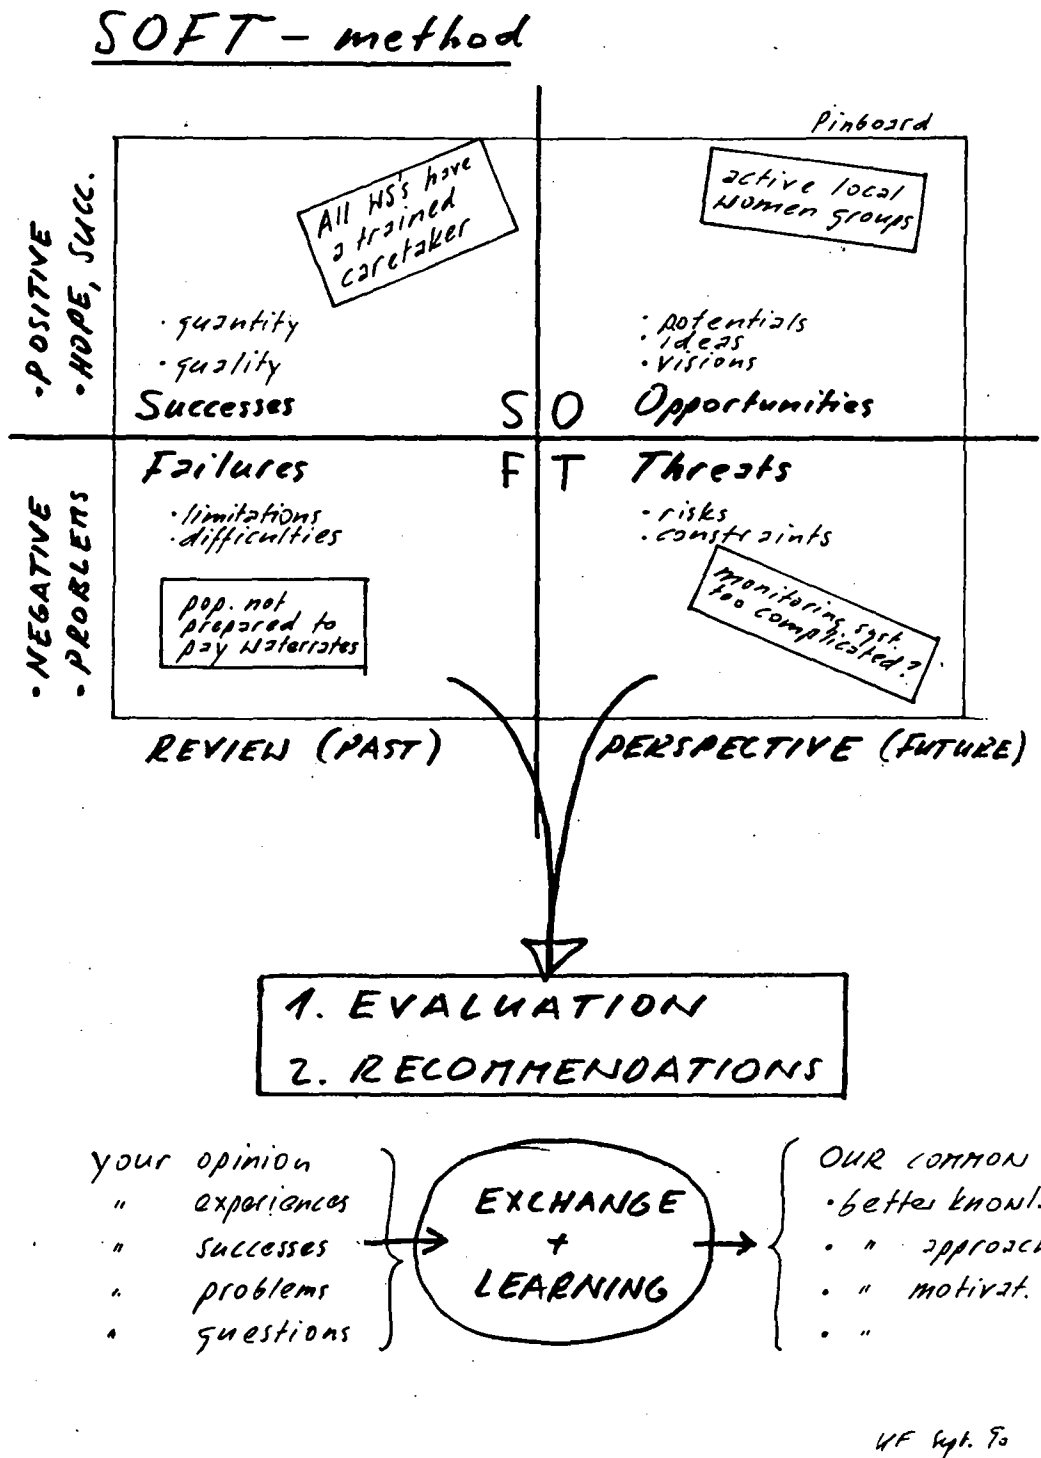 SOFT - method
Pinboard
· POSITIVE
· HOPE, SUCC.
All WS's have
a trained
caretaker
· quantity
· quality
Successes
S
active local
women groups
· potentials
· ideas
· visions
O
Opportunities
· NEGATIVE
· PROBLEMS
Failures
F
· limitations
· difficulties
pop. not
prepared to
pay waterrates
T
Threats
· risks
· constraints
monitoring syst.
too complicated?
REVIEW (PAST)
PERSPECTIVE (FUTURE)
1. EVALUATION
2. RECOMMENDATIONS
your opinion
" experiences
" successes
" problems
" questions
EXCHANGE
+
LEARNING
OUR COMMON
· better knowl.
· " approach
· " motivat.
· "
Sept. 90